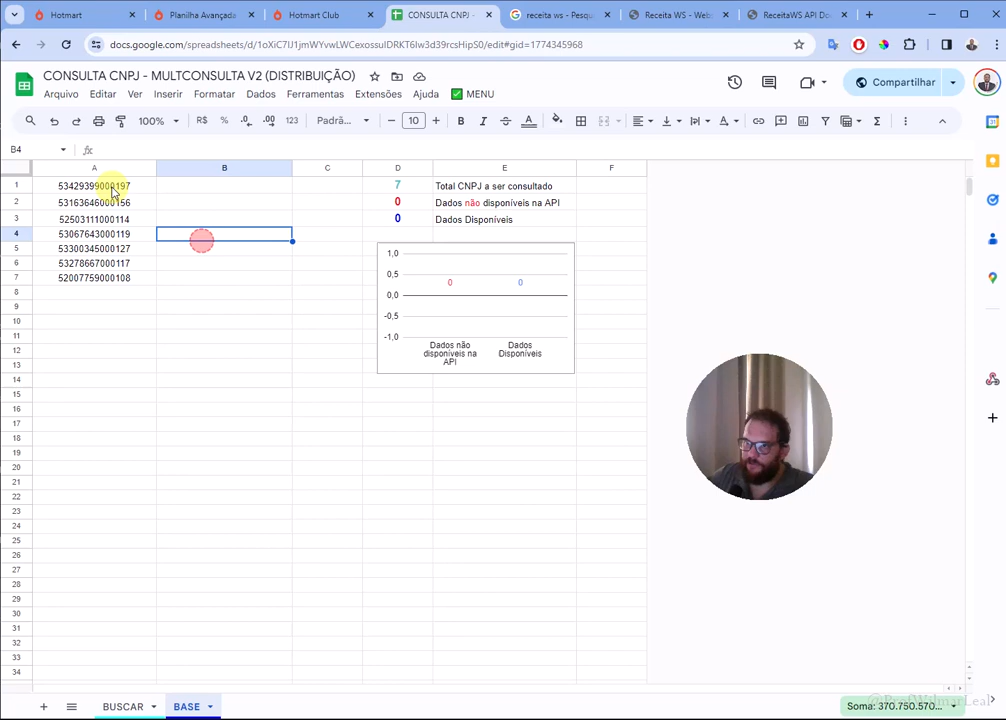 Hotmart
Planilha Avançada
Hotmart Club
CONSULTA CNPJ - MULTCONSULTA
receita ws - Pesqu
Receita WS - Webs
ReceitaWS API Do
docs.google.com/spreadsheets/d/1oXiC7IJ1jmWYvwLWCexossuIDRKT6Iw3d39rcsHipS0/edit#gid=1774345968
CONSULTA CNPJ - MULTCONSULTA V2 (DISTRIBUIÇÃO)
Compartilhar
Arquivo Editar Ver Inserir Formatar Dados Ferramentas Extensões Ajuda ✅ MENU
100% R$ % .0 .00 123 Padrã... − 10 + B I S A
B4 fx
A B C D E F
1 53429399000197 7 Total CNPJ a ser consultado
2 53163646000156 0 Dados não disponíveis na API
3 52503111000114 0 Dados Disponíveis
4 53067643000119
5 53300345000127
6 53278667000117
7 52007759000108
8
9
10
11
12
13
14
15
16
17
18
19
20
21
22
23
24
25
26
27
28
29
30
31
32
33
34
1,0
0,5
0,0
-0,5
-1,0
0 0
Dados não disponíveis na API
Dados Disponíveis
+ BUSCAR BASE
Soma: 370.750.570...
@ProfWilmarLeal